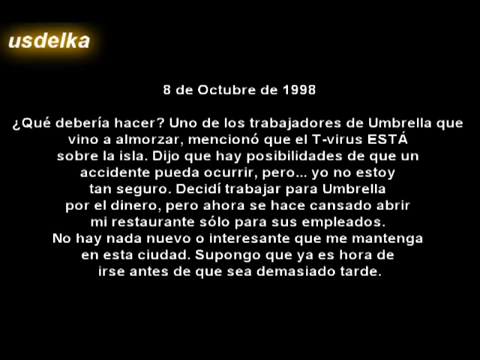 usdelka
8 de Octubre de 1998
¿Qué debería hacer? Uno de los trabajadores de Umbrella que
vino a almorzar, mencionó que el T-virus ESTÁ
sobre la isla. Dijo que hay posibilidades de que un
accidente pueda ocurrir, pero... yo no estoy
tan seguro. Decidí trabajar para Umbrella
por el dinero, pero ahora se hace cansado abrir
mi restaurante sólo para sus empleados.
No hay nada nuevo o interesante que me mantenga
en esta ciudad. Supongo que ya es hora de
irse antes de que sea demasiado tarde.